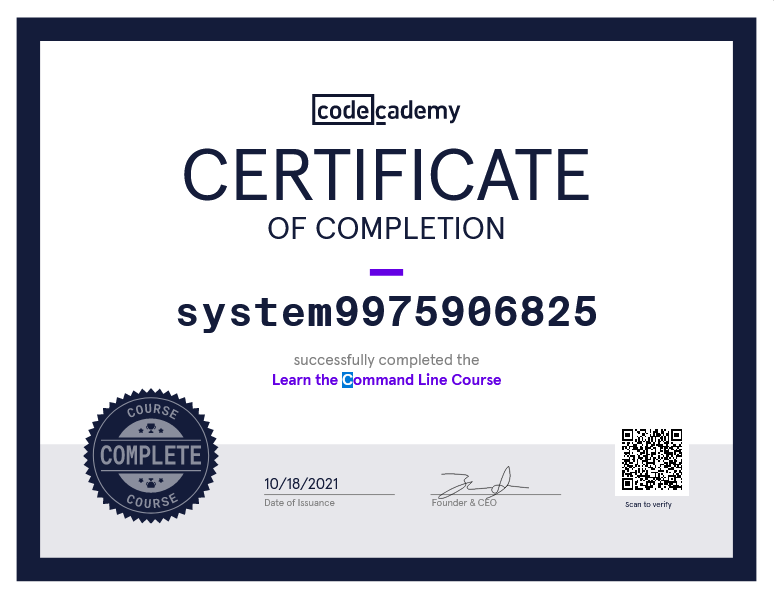 codecademy
CERTIFICATE
OF COMPLETION
system9975906825
successfully completed the
Learn the Command Line Course
COURSE
COMPLETE
COURSE
10/18/2021
Date of Issuance
Founder & CEO
Scan to verify